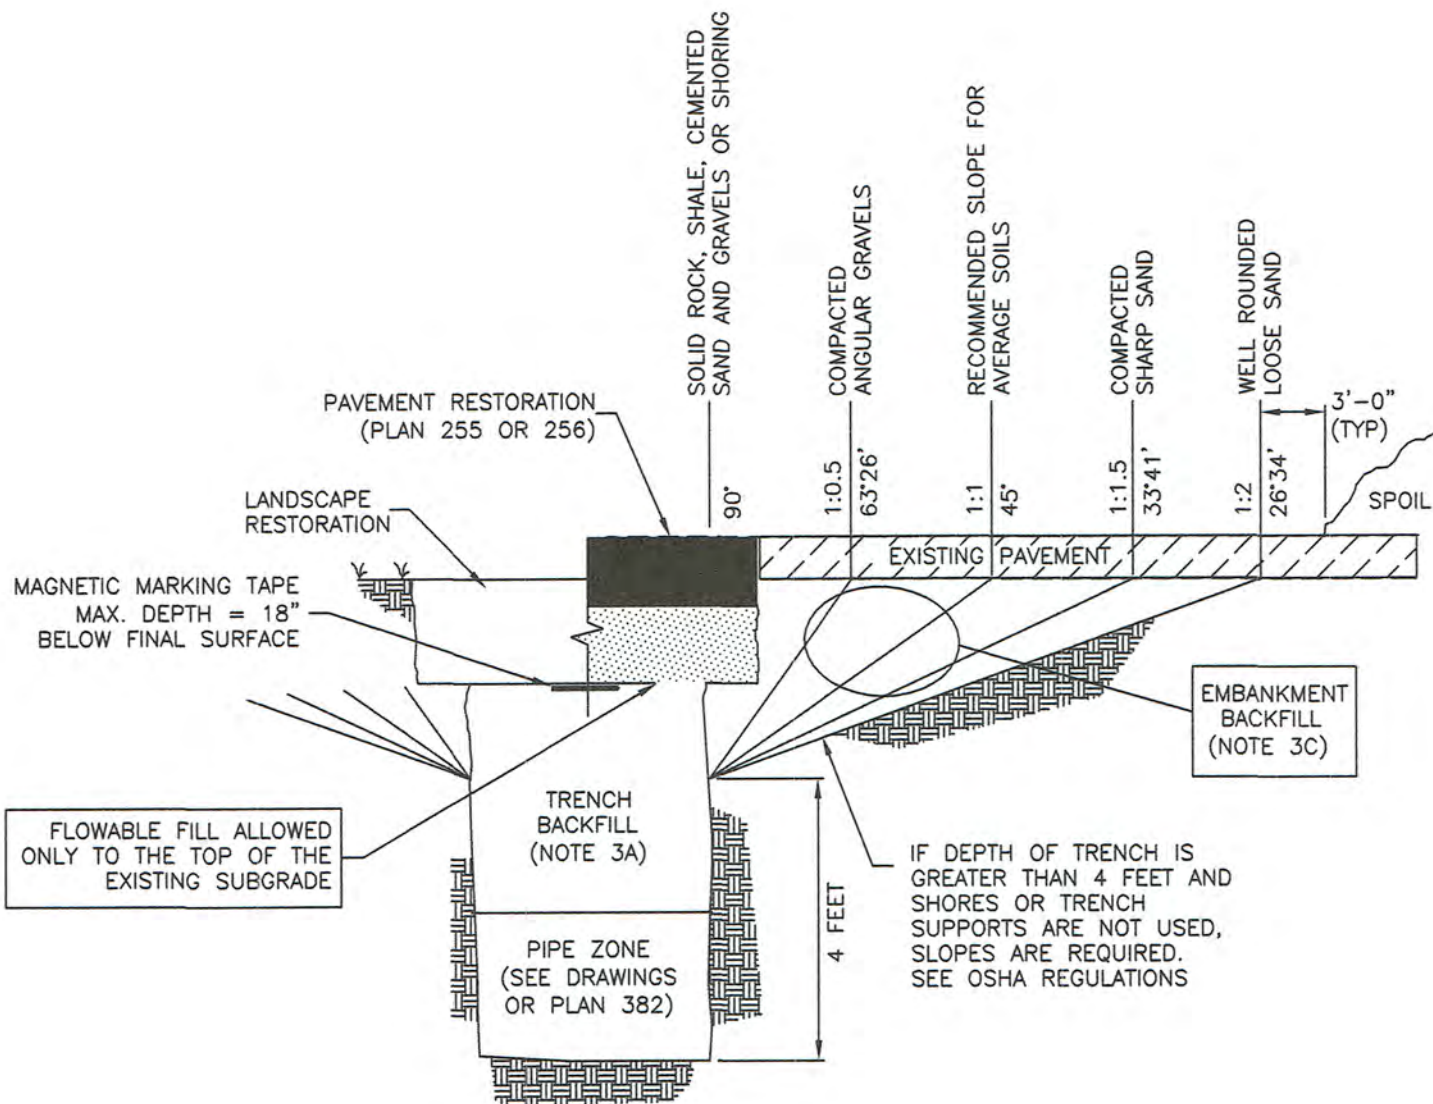 SOLID ROCK, SHALE, CEMENTED
SAND AND GRAVELS OR SHORING
COMPACTED
ANGULAR GRAVELS
RECOMMENDED SLOPE FOR
AVERAGE SOILS
COMPACTED
SHARP SAND
WELL ROUNDED
LOOSE SAND
3'-0"
(TYP)
PAVEMENT RESTORATION
(PLAN 255 OR 256)
90°
1:0.5
63°26'
1:1
45°
1:1.5
33°41'
1:2
26°34'
SPOIL
LANDSCAPE
RESTORATION
EXISTING PAVEMENT
MAGNETIC MARKING TAPE
MAX. DEPTH = 18"
BELOW FINAL SURFACE
EMBANKMENT
BACKFILL
(NOTE 3C)
FLOWABLE FILL ALLOWED
ONLY TO THE TOP OF THE
EXISTING SUBGRADE
TRENCH
BACKFILL
(NOTE 3A)
4 FEET
IF DEPTH OF TRENCH IS
GREATER THAN 4 FEET AND
SHORES OR TRENCH
SUPPORTS ARE NOT USED,
SLOPES ARE REQUIRED.
SEE OSHA REGULATIONS
PIPE ZONE
(SEE DRAWINGS
OR PLAN 382)